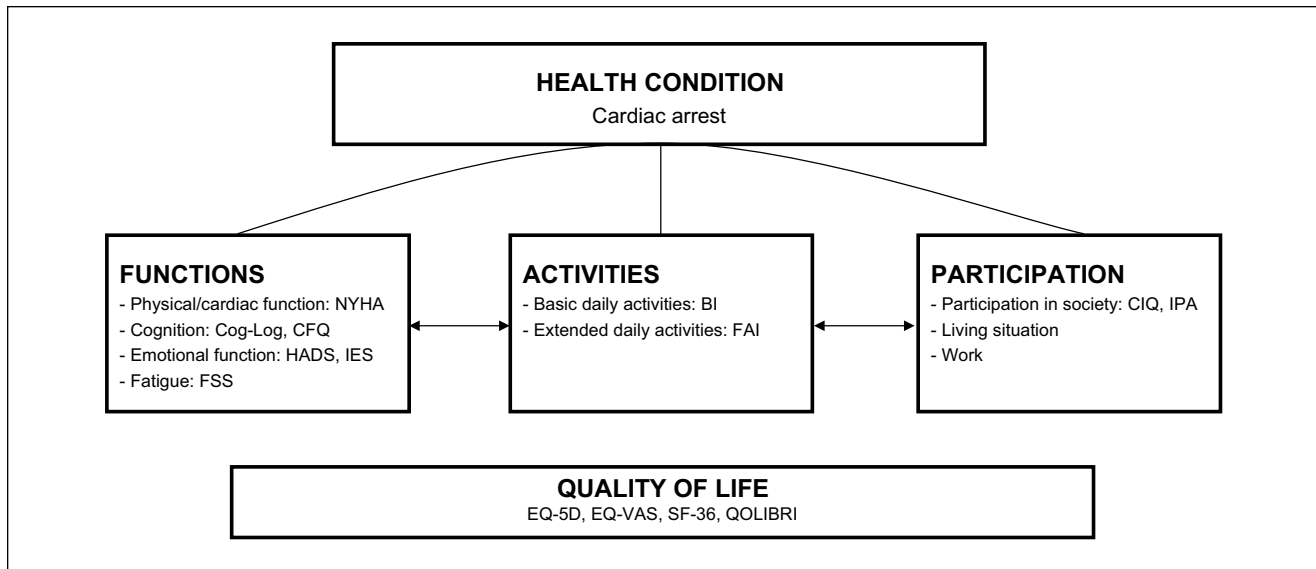 HEALTH CONDITION
Cardiac arrest
FUNCTIONS
- Physical/cardiac function: NYHA
- Cognition: Cog-Log, CFQ
- Emotional function: HADS, IES
- Fatigue: FSS
ACTIVITIES
- Basic daily activities: BI
- Extended daily activities: FAI
PARTICIPATION
- Participation in society: CIQ, IPA
- Living situation
- Work
QUALITY OF LIFE
EQ-5D, EQ-VAS, SF-36, QOLIBRI